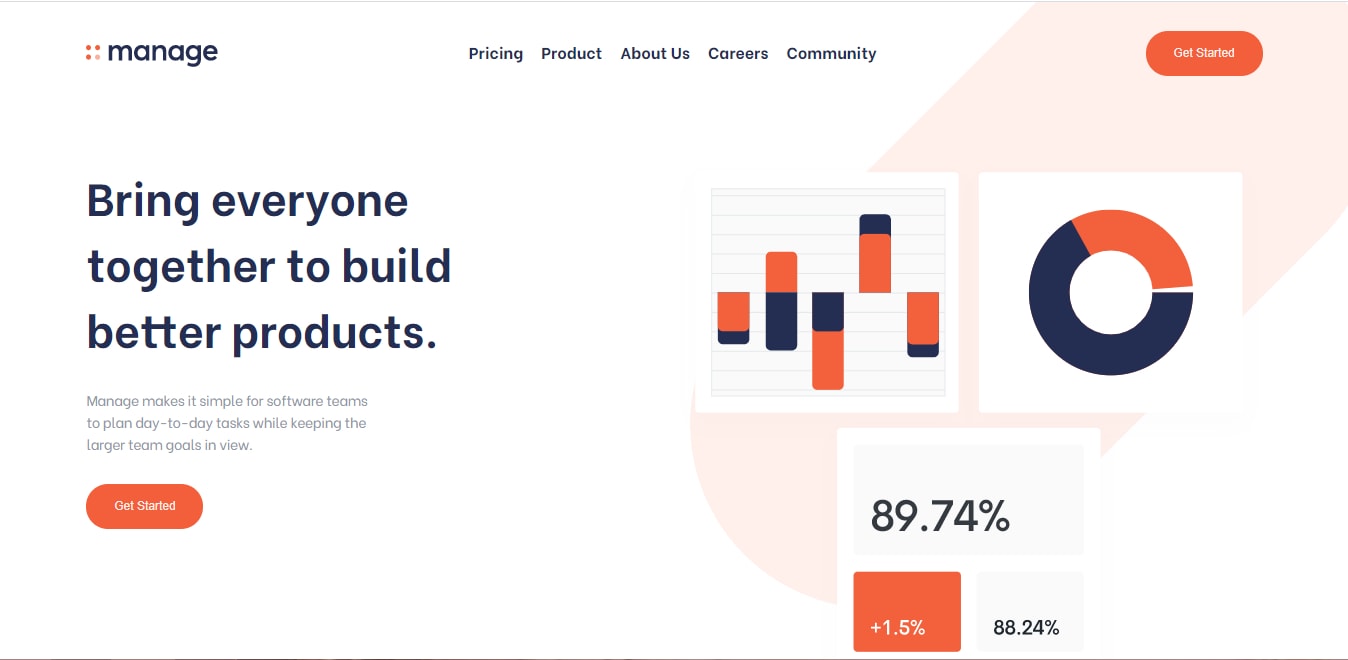 manage
Pricing Product About Us Careers Community
Get Started
Bring everyone
together to build
better products.
Manage makes it simple for software teams
to plan day-to-day tasks while keeping the
larger team goals in view.
Get Started
89.74%
+1.5%
88.24%